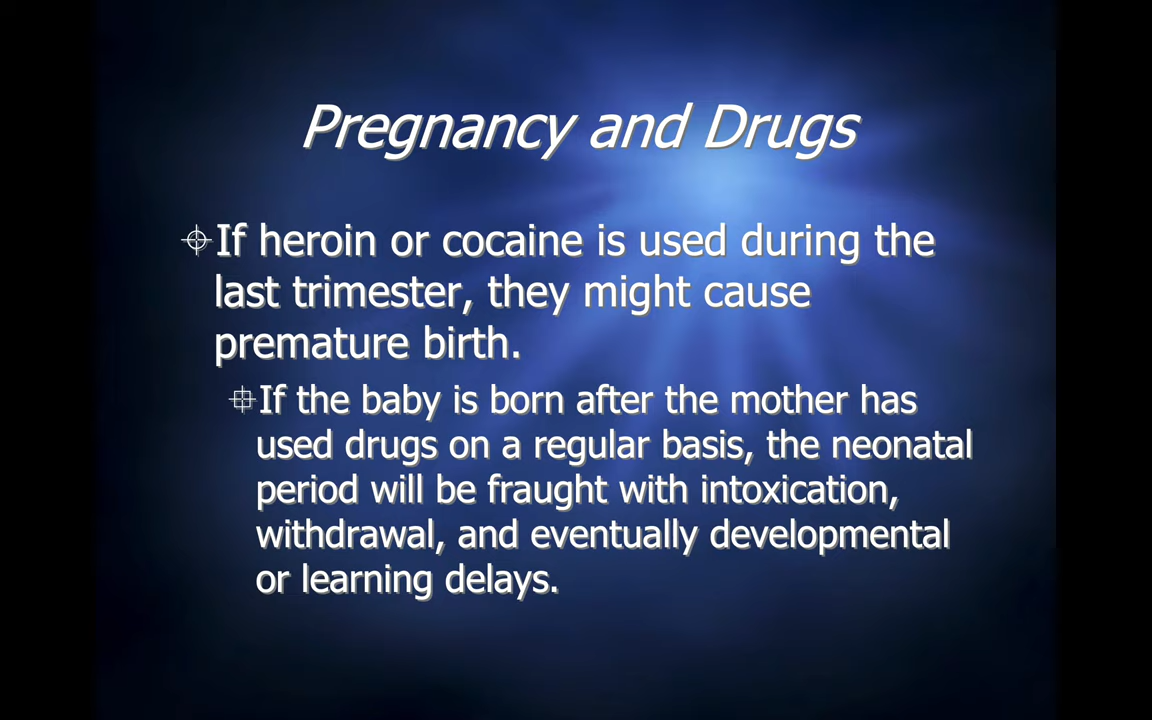 Pregnancy and Drugs
If heroin or cocaine is used during the
last trimester, they might cause
premature birth.
If the baby is born after the mother has
used drugs on a regular basis, the neonatal
period will be fraught with intoxication,
withdrawal, and eventually developmental
or learning delays.